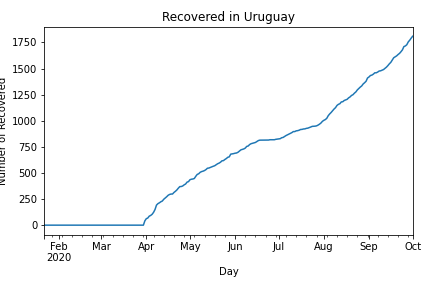 Recovered in Uruguay
Number of Recovered
1750
1500
1250
1000
750
500
250
0
Feb
2020
Mar
Apr
May
Jun
Jul
Aug
Sep
Oct
Day